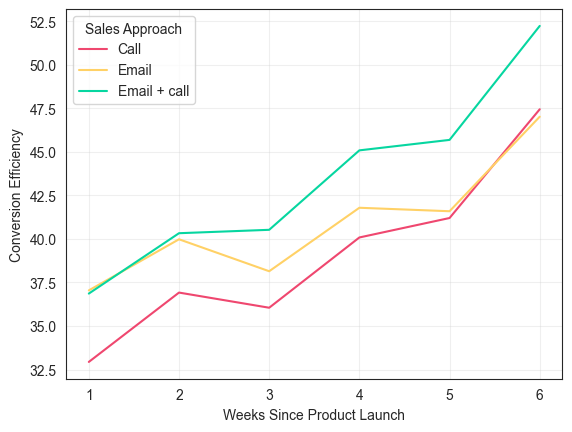 52.5
50.0
47.5
45.0
42.5
40.0
37.5
35.0
32.5
Conversion Efficiency
Sales Approach
Call
Email
Email + call
1 2 3 4 5 6
Weeks Since Product Launch